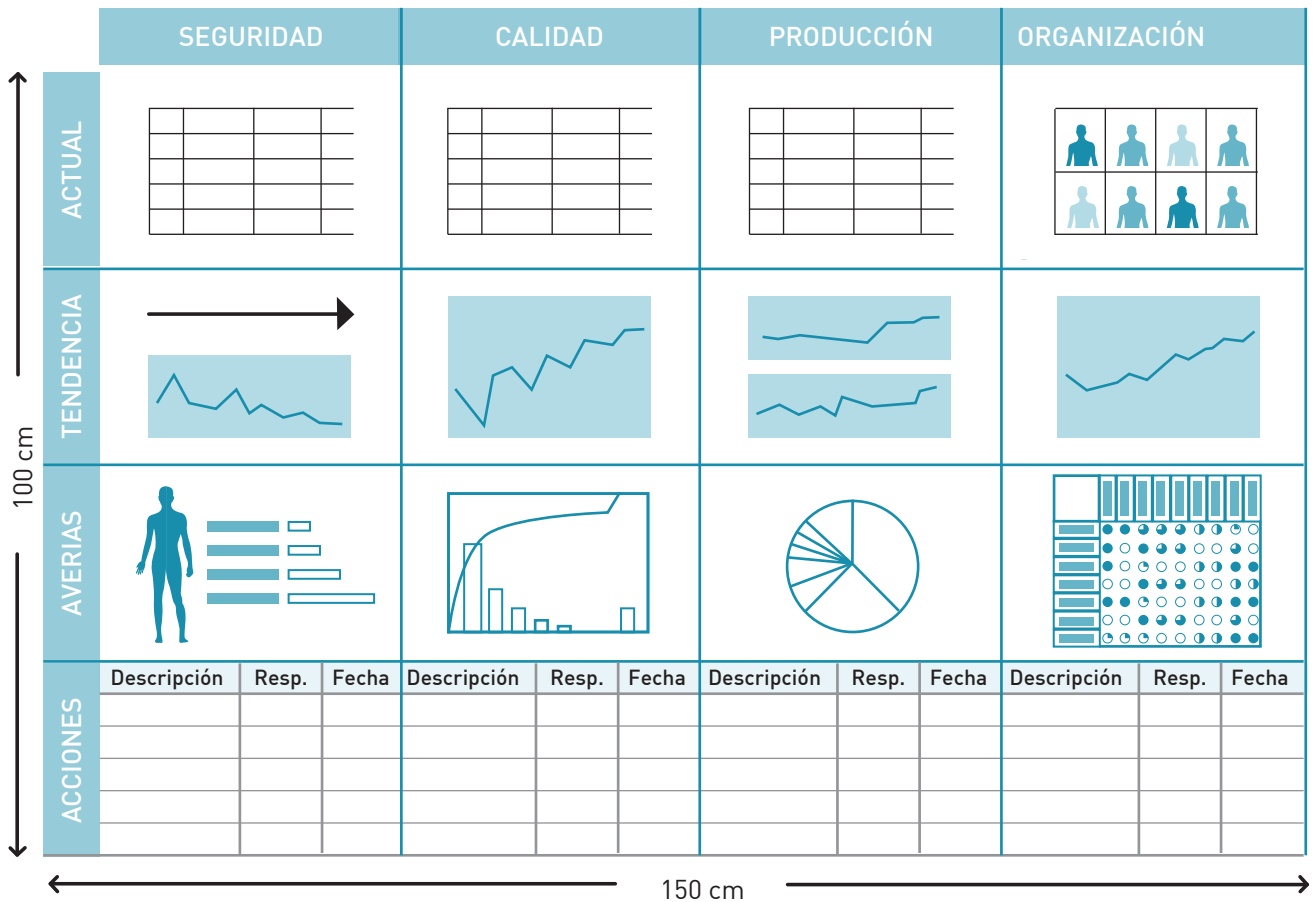 SEGURIDAD CALIDAD PRODUCCIÓN ORGANIZACIÓN
ACTUAL
TENDENCIA
AVERIAS
ACCIONES
Descripción Resp. Fecha Descripción Resp. Fecha Descripción Resp. Fecha Descripción Resp. Fecha
100 cm
150 cm